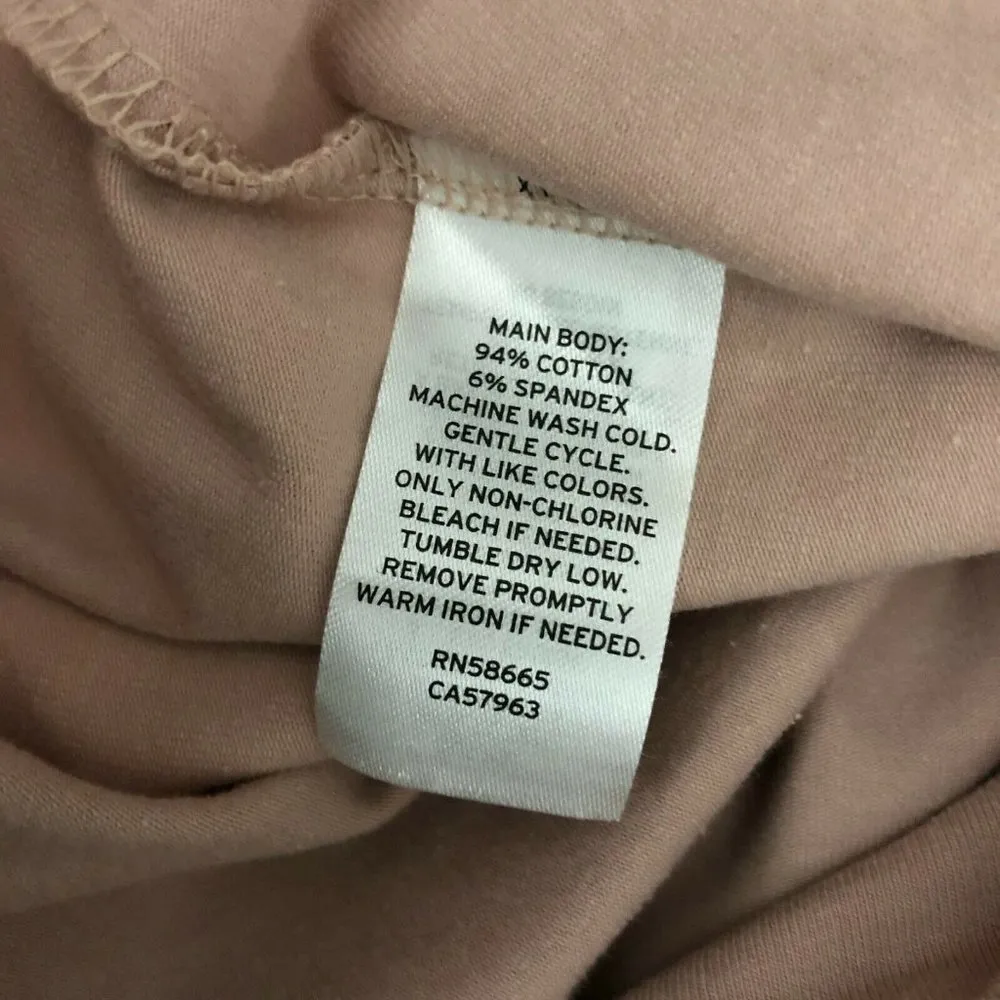 MAIN BODY:
94% COTTON
6% SPANDEX
MACHINE WASH COLD.
GENTLE CYCLE.
WITH LIKE COLORS.
ONLY NON-CHLORINE
BLEACH IF NEEDED.
TUMBLE DRY LOW.
REMOVE PROMPTLY
WARM IRON IF NEEDED.
RN58665
CA57963